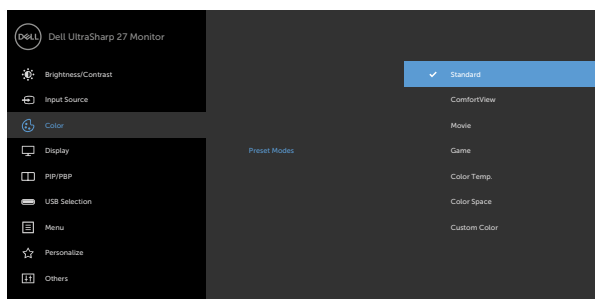 DELL Dell UltraSharp 27 Monitor
Brightness/Contrast
Standard
Input Source
ComfortView
Color
Movie
Display
Preset Modes
Game
PIP/PBP
Color Temp.
USB Selection
Color Space
Menu
Custom Color
Personalize
Others